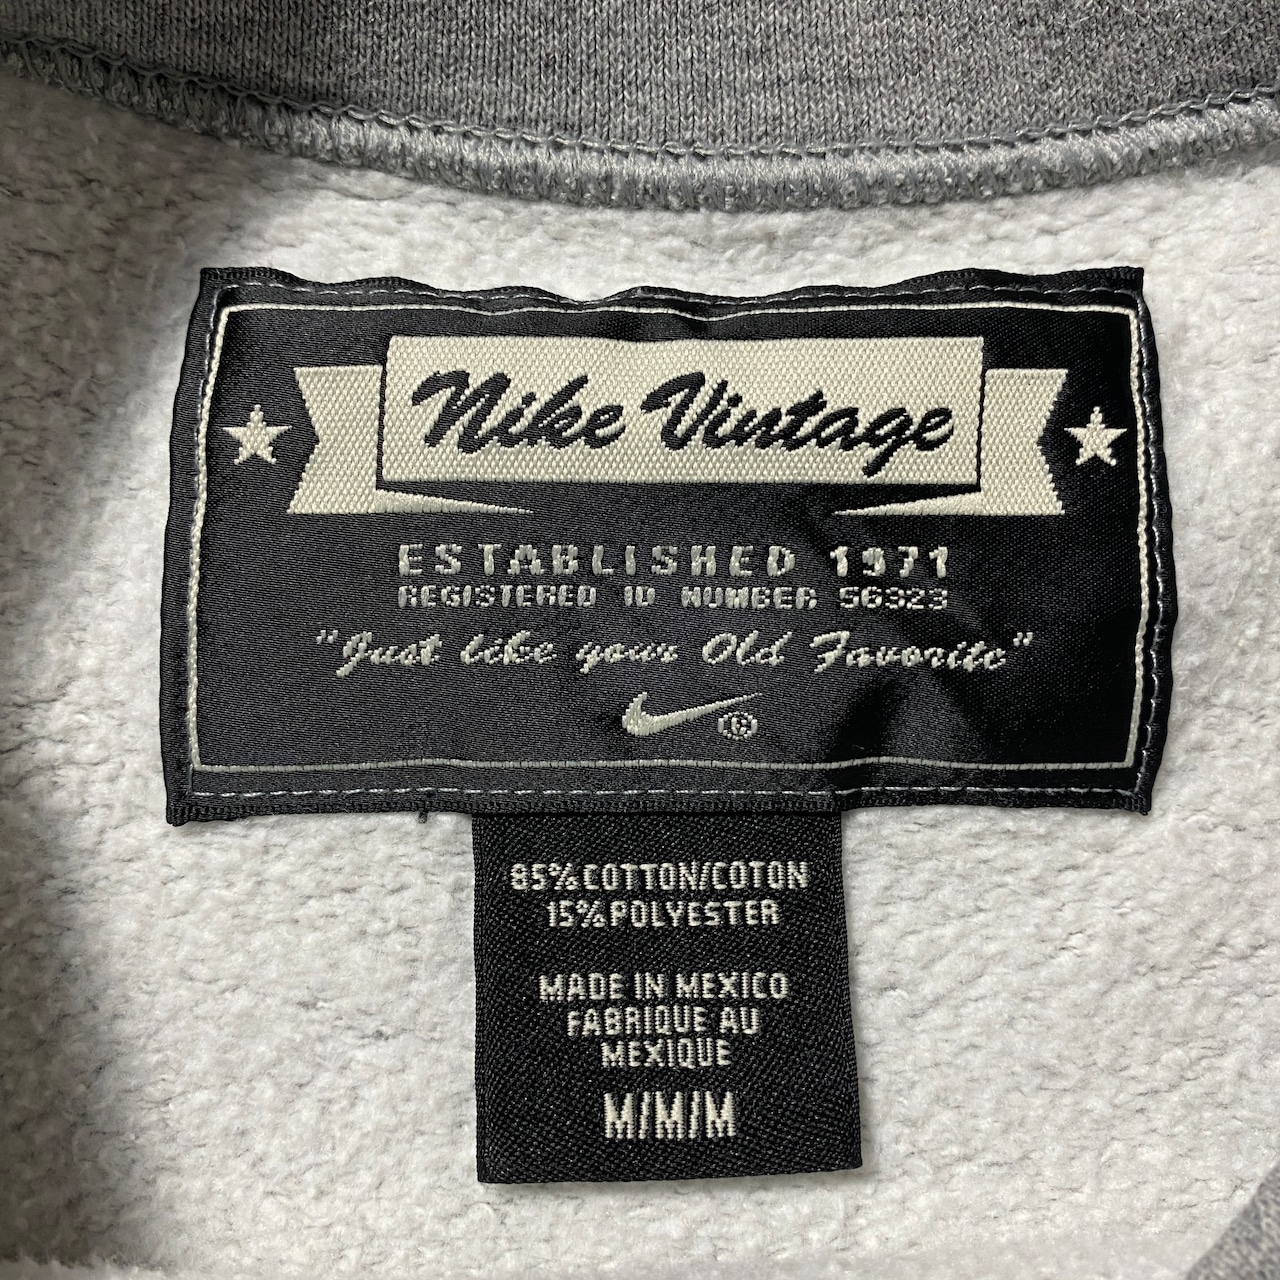 Nike Vintage
ESTABLISHED 1971
REGISTERED ID NUMBER 56323
"Just like your Old Favorite"
®
85%COTTON/COTON
15%POLYESTER
MADE IN MEXICO
FABRIQUE AU
MEXIQUE
M/M/M